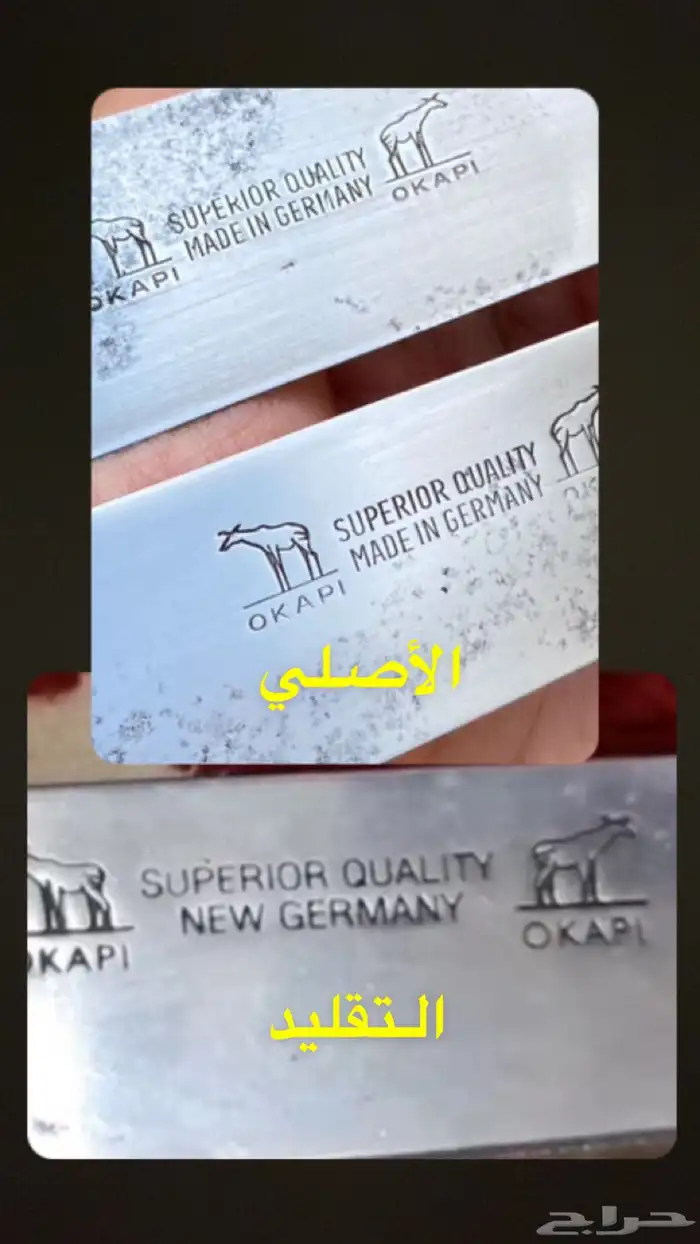 SUPERIOR QUALITY
MADE IN GERMANY
OKAPI
OKAPI
SUPERIOR QUALITY
MADE IN GERMANY
OKAPI
الأصلي
SUPERIOR QUALITY
NEW GERMANY
OKAPI
OKAPI
التقليد
حراج